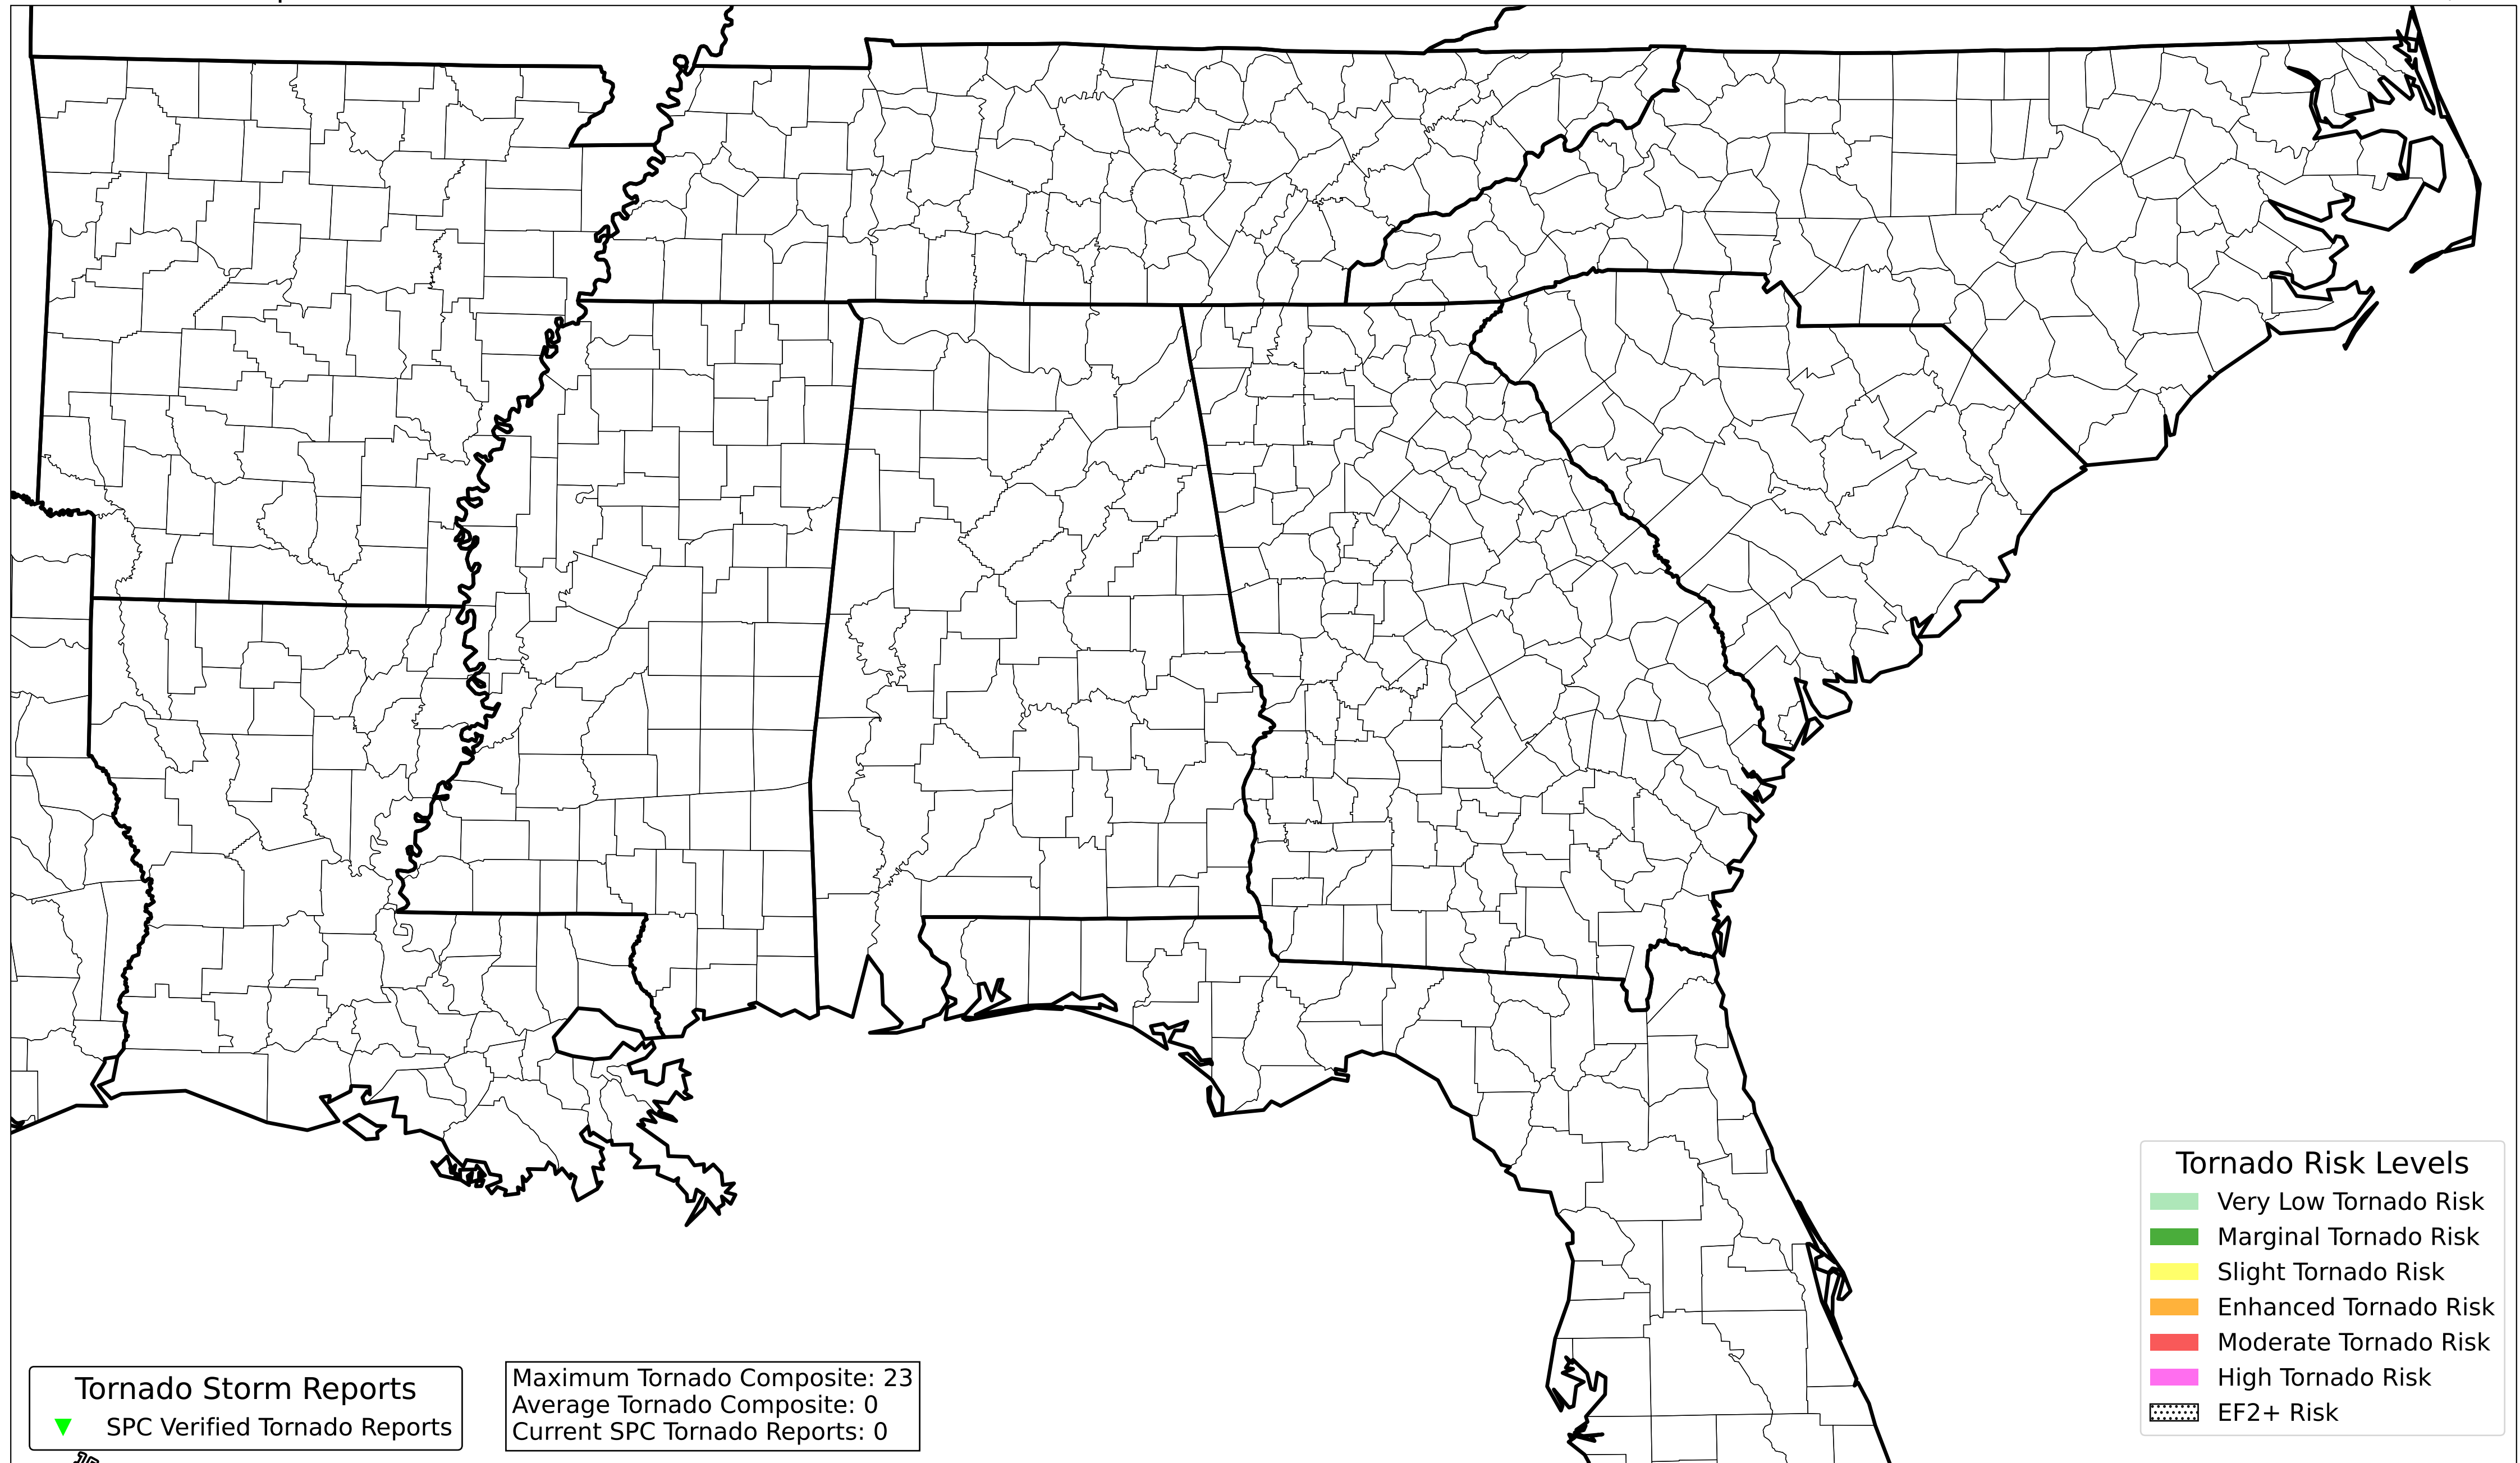 Tornado Risk Levels
Very Low Tornado Risk
Marginal Tornado Risk
Slight Tornado Risk
Enhanced Tornado Risk
Moderate Tornado Risk
High Tornado Risk
EF2+ Risk
Tornado Storm Reports
SPC Verified Tornado Reports
Maximum Tornado Composite: 23
Average Tornado Composite: 0
Current SPC Tornado Reports: 0